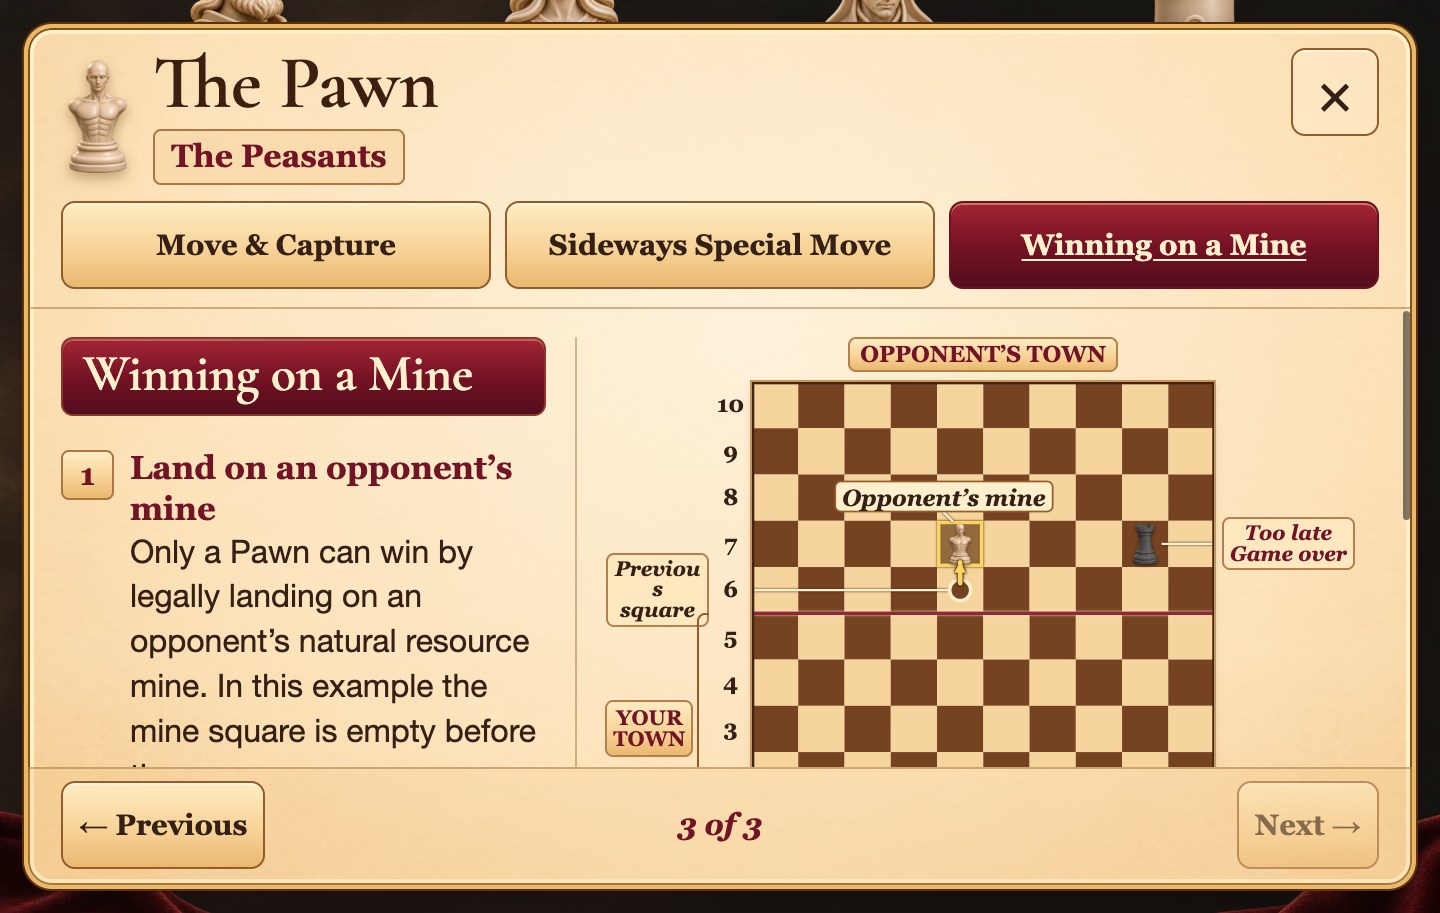 The Pawn
The Peasants
×
Move & Capture
Sideways Special Move
Winning on a Mine
Winning on a Mine
1
Land on an opponent’s
mine
Only a Pawn can win by
legally landing on an
opponent’s natural resource
mine. In this example the
mine square is empty before
OPPONENT’S TOWN
10
9
8
Opponent’s mine
7
Too late
Game over
Previou
s
square
6
5
4
YOUR
TOWN
3
← Previous
3 of 3
Next →